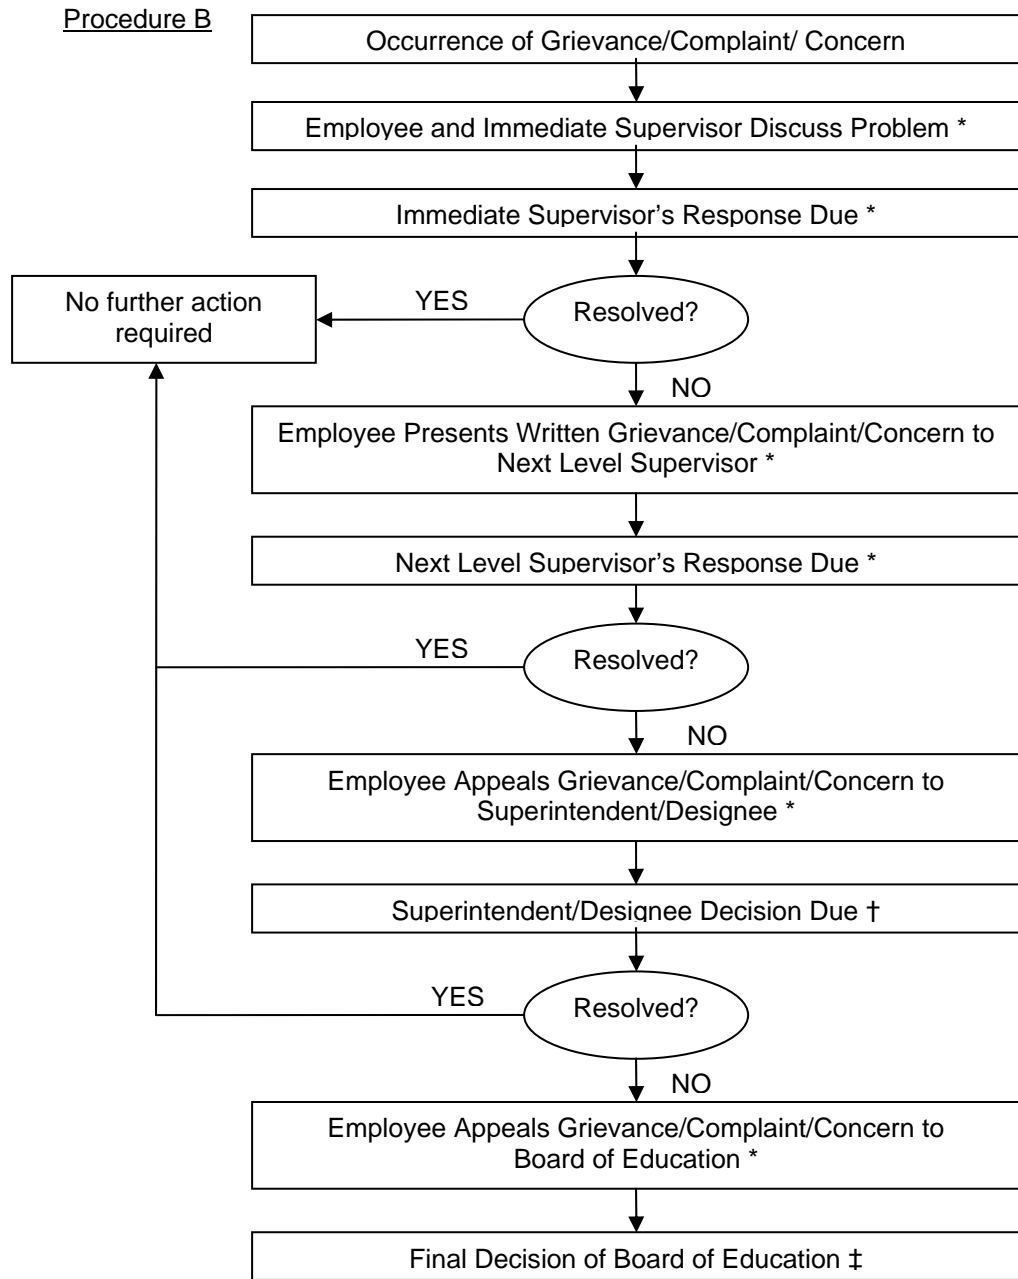 Procedure B
Occurrence of Grievance/Complaint/ Concern
Employee and Immediate Supervisor Discuss Problem *
Immediate Supervisor's Response Due *
Resolved?
YES
No further action
required
NO
Employee Presents Written Grievance/Complaint/Concern to
Next Level Supervisor *
Next Level Supervisor's Response Due *
Resolved?
YES
NO
Employee Appeals Grievance/Complaint/Concern to
Superintendent/Designee *
Superintendent/Designee Decision Due †
Resolved?
YES
NO
Employee Appeals Grievance/Complaint/Concern to
Board of Education *
Final Decision of Board of Education ‡